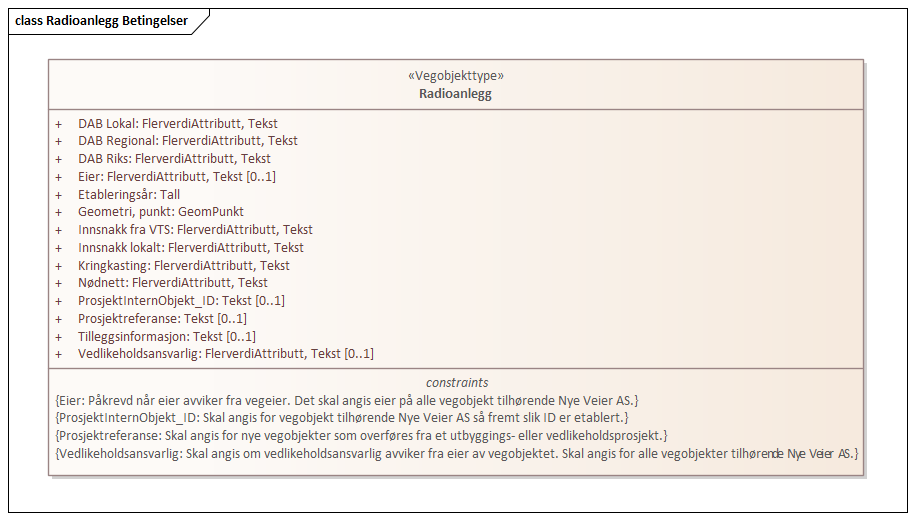 class Radioanlegg Betingelser
«Vegobjekttype»
Radioanlegg
+ DAB Lokal: FlerverdiAttributt, Tekst
+ DAB Regional: FlerverdiAttributt, Tekst
+ DAB Riks: FlerverdiAttributt, Tekst
+ Eier: FlerverdiAttributt, Tekst [0..1]
+ Etableringsår: Tall
+ Geometri, punkt: GeomPunkt
+ Innsnakk fra VTS: FlerverdiAttributt, Tekst
+ Innsnakk lokalt: FlerverdiAttributt, Tekst
+ Kringkasting: FlerverdiAttributt, Tekst
+ Nødnett: FlerverdiAttributt, Tekst
+ ProsjektInternObjekt_ID: Tekst [0..1]
+ Prosjektreferanse: Tekst [0..1]
+ Tilleggsinformasjon: Tekst [0..1]
+ Vedlikeholdsansvarlig: FlerverdiAttributt, Tekst [0..1]
constraints
{Eier: Påkrevd når eier avviker fra vegeier. Det skal angis eier på alle vegobjekt tilhørende Nye Veier AS.}
{ProsjektInternObjekt_ID: Skal angis for vegobjekt tilhørende Nye Veier AS så fremt slik ID er etablert.}
{Prosjektreferanse: Skal angis for nye vegobjekter som overføres fra et utbyggings- eller vedlikeholdsprosjekt.}
{Vedlikeholdsansvarlig: Skal angis om vedlikeholdsansvarlig avviker fra eier av vegobjektet. Skal angis for alle vegobjekter tilhørende Nye Veier AS.}